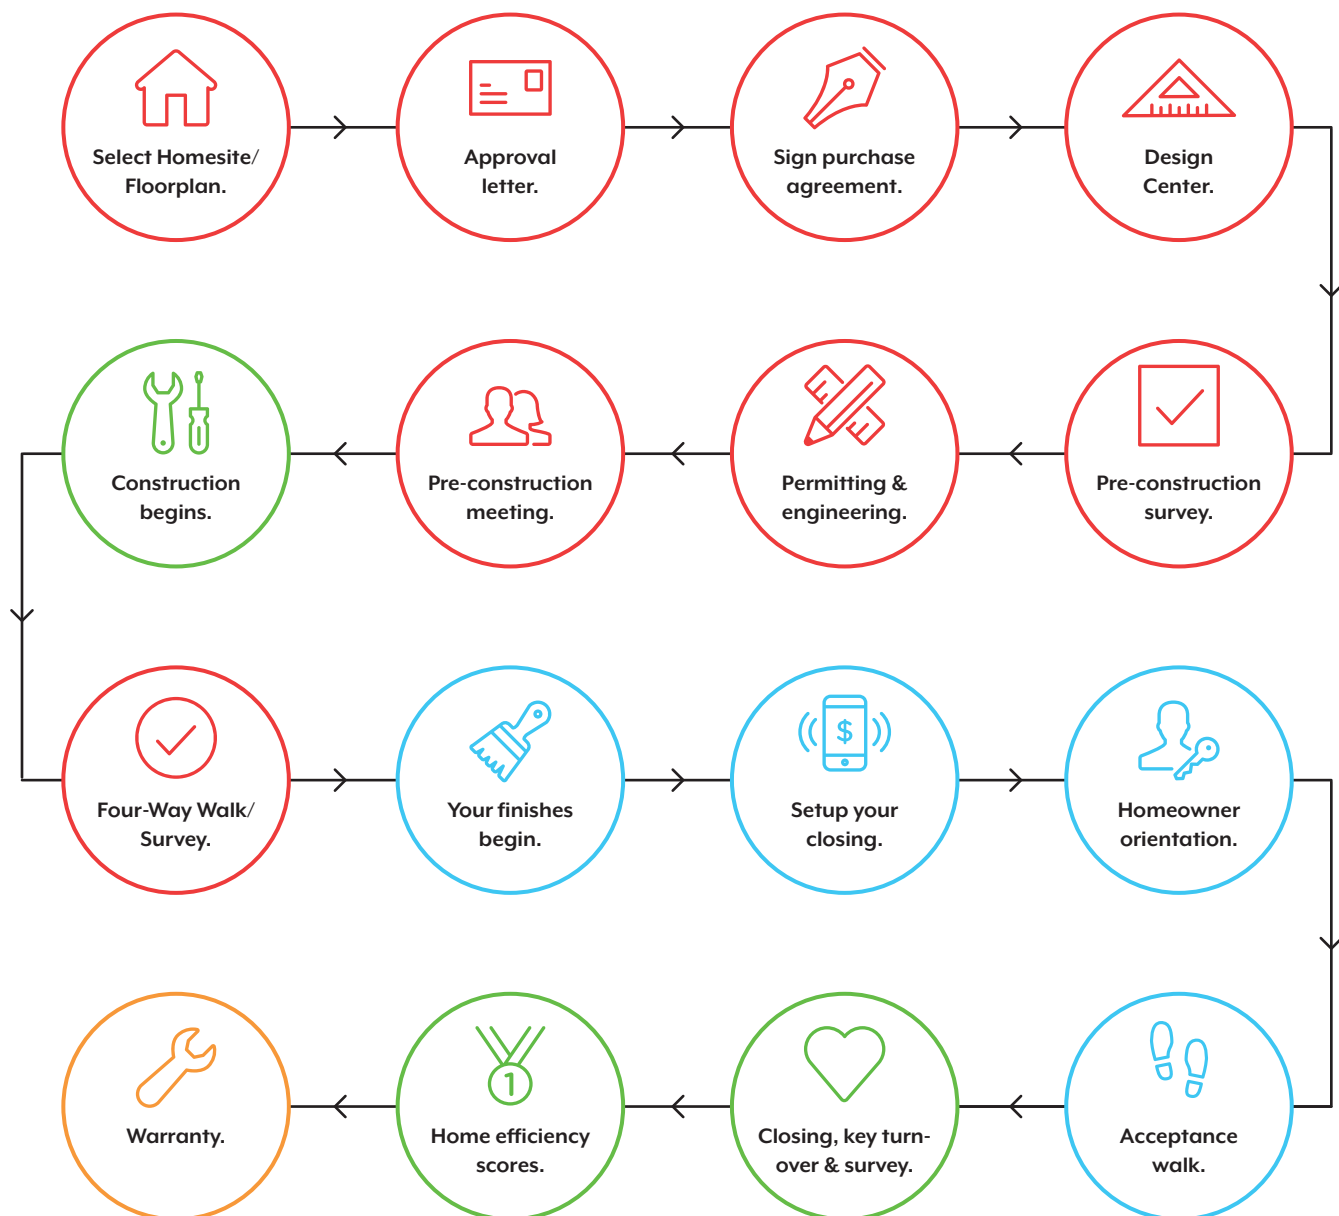 Select Homesite/
Floorplan.
Approval
letter.
Sign purchase
agreement.
Design
Center.
Construction
begins.
Pre-construction
meeting.
Permitting &
engineering.
Pre-construction
survey.
Four-Way Walk/
Survey.
Your finishes
begin.
$
Setup your
closing.
Homeowner
orientation.
Warranty.
1
Home efficiency
scores.
Closing, key turn-
over & survey.
Acceptance
walk.